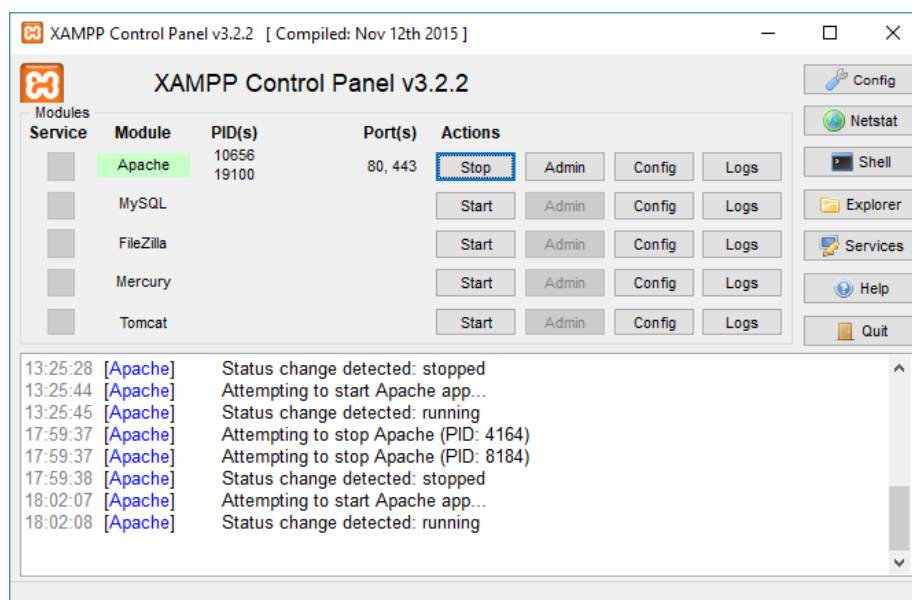 XAMPP Control Panel v3.2.2 [ Compiled: Nov 12th 2015 ]
XAMPP Control Panel v3.2.2
Config
Modules
Netstat
Service Module PID(s) Port(s) Actions
Apache 10656 19100 80, 443 Stop Admin Config Logs
Shell
MySQL Start Admin Config Logs
Explorer
FileZilla Start Admin Config Logs
Services
Mercury Start Admin Config Logs
Help
Tomcat Start Admin Config Logs
Quit
13:25:28 [Apache] Status change detected: stopped
13:25:44 [Apache] Attempting to start Apache app...
13:25:45 [Apache] Status change detected: running
17:59:37 [Apache] Attempting to stop Apache (PID: 4164)
17:59:37 [Apache] Attempting to stop Apache (PID: 8184)
17:59:38 [Apache] Status change detected: stopped
18:02:07 [Apache] Attempting to start Apache app...
18:02:08 [Apache] Status change detected: running